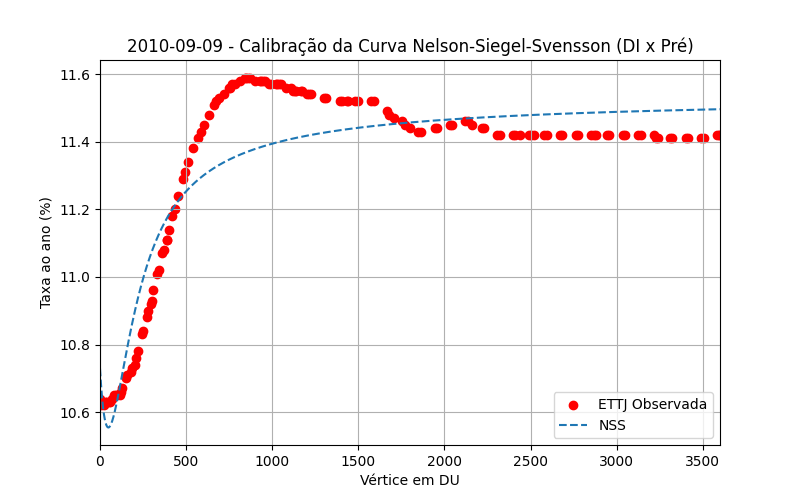 2010-09-09 - Calibração da Curva Nelson-Siegel-Svensson (DI x Pré)
Taxa ao ano (%)
11.6
11.4
11.2
11.0
10.8
10.6
0 500 1000 1500 2000 2500 3000 3500
Vértice em DU
ETTJ Observada
NSS